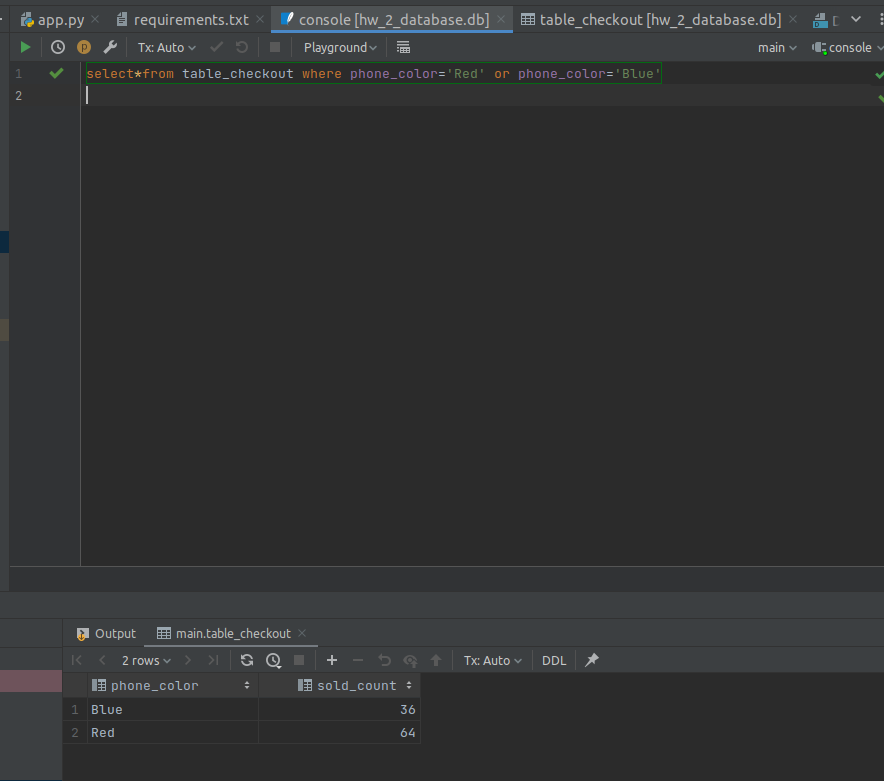 app.py requirements.txt console [hw_2_database.db] table_checkout [hw_2_database.db]
Tx: Auto Playground main console
1 select*from table_checkout where phone_color='Red' or phone_color='Blue'
2
Output main.table_checkout
2 rows Tx: Auto DDL
phone_color sold_count
1 Blue 36
2 Red 64